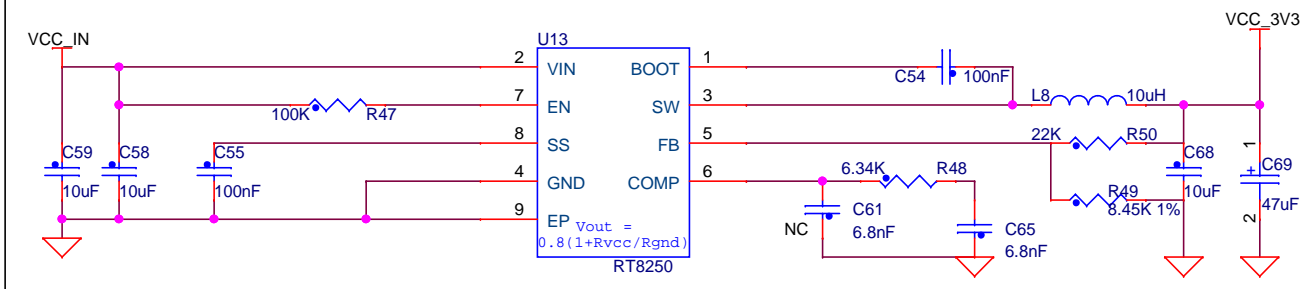 VCC_IN
VCC_3V3
U13
2
VIN
BOOT
1
C54
100nF
L8
10uH
7
EN
SW
3
100K
R47
8
SS
FB
5
22K
R50
C59
10uF
C58
10uF
C55
100nF
4
GND
COMP
6
6.34K
R48
R49
8.45K 1%
C68
10uF
1
C69
47uF
2
9
EP
Vout =
0.8(1+Rvcc/Rgnd)
RT8250
NC
C61
6.8nF
C65
6.8nF
+